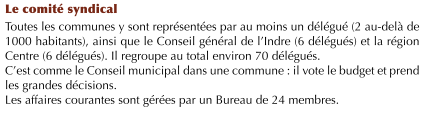 Le comité syndical
Toutes les communes y sont représentées par au moins un délégué (2 au-delà de
1000 habitants), ainsi que le Conseil général de l'Indre (6 délégués) et la région
Centre (6 délégués). Il regroupe au total environ 70 délégués.
C'est comme le Conseil municipal dans une commune : il vote le budget et prend
les grandes décisions.
Les affaires courantes sont gérées par un Bureau de 24 membres.